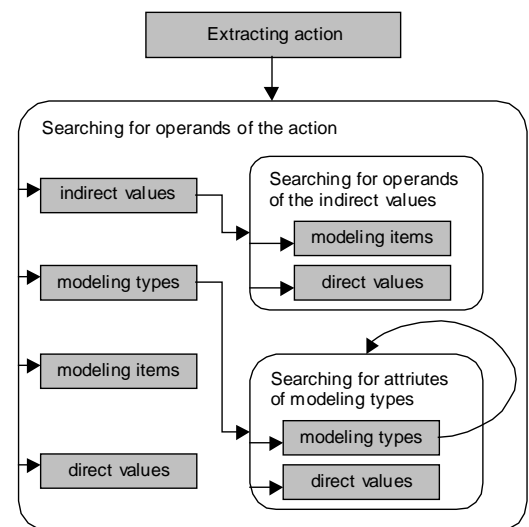 Extracting action
Searching for operands of the action
indirect values
modeling types
modeling items
direct values
Searching for operands
of the indirect values
modeling items
direct values
Searching for attriutes
of modeling types
modeling types
direct values